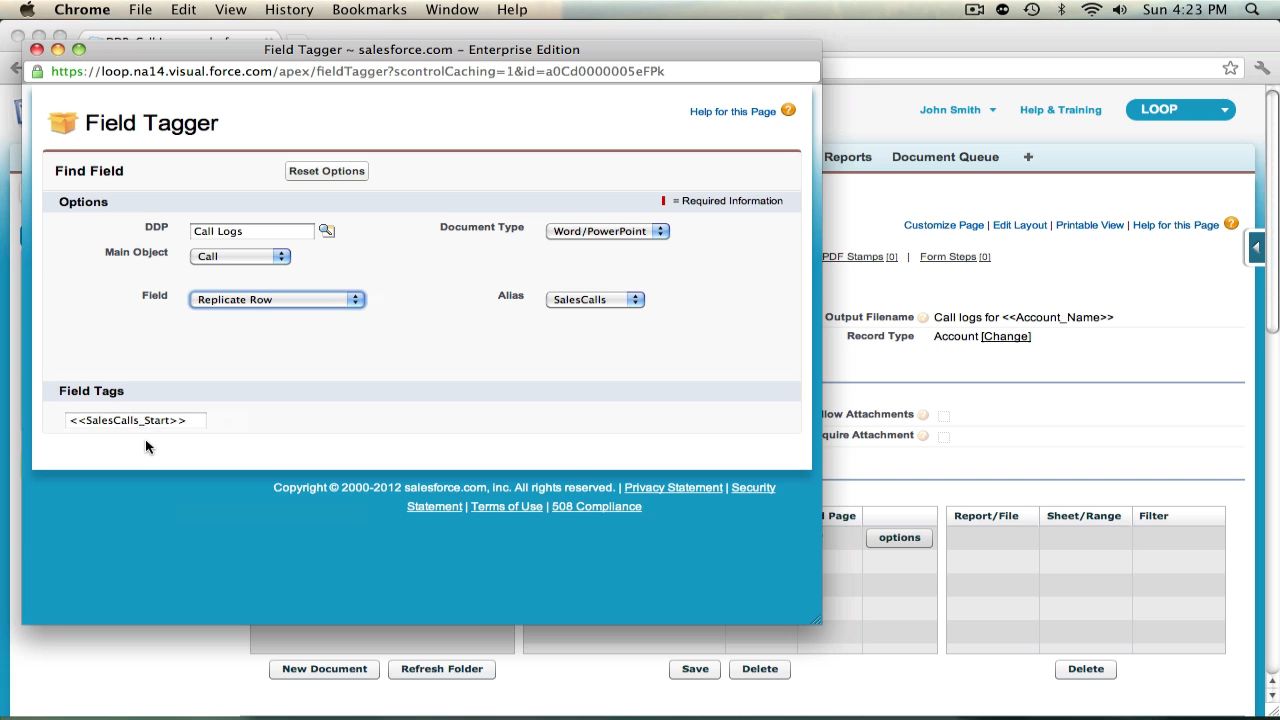 Chrome File Edit View History Bookmarks Window Help Sun 4:23 PM
Field Tagger ~ salesforce.com – Enterprise Edition
https://loop.na14.visual.force.com/apex/fieldTagger?scontrolCaching=1&id=a0Cd0000005eFPk
Help for this Page
Field Tagger
John Smith Help & Training LOOP
Reports Document Queue
Find Field Reset Options
Options = Required Information
DDP Call Logs Document Type Word/PowerPoint
Main Object Call
Field Replicate Row Alias SalesCalls
Field Tags
<<SalesCalls_Start>>
Copyright © 2000-2012 salesforce.com, inc. All rights reserved. | Privacy Statement | Security
Statement | Terms of Use | 508 Compliance
Customize Page | Edit Layout | Printable View | Help for this Page
PDF Stamps [0] | Form Steps [0]
Output Filename Call logs for <<Account_Name>>
Record Type Account [Change]
llow Attachments
quire Attachment
d Page Report/File Sheet/Range Filter
options
New Document Refresh Folder Save Delete Delete